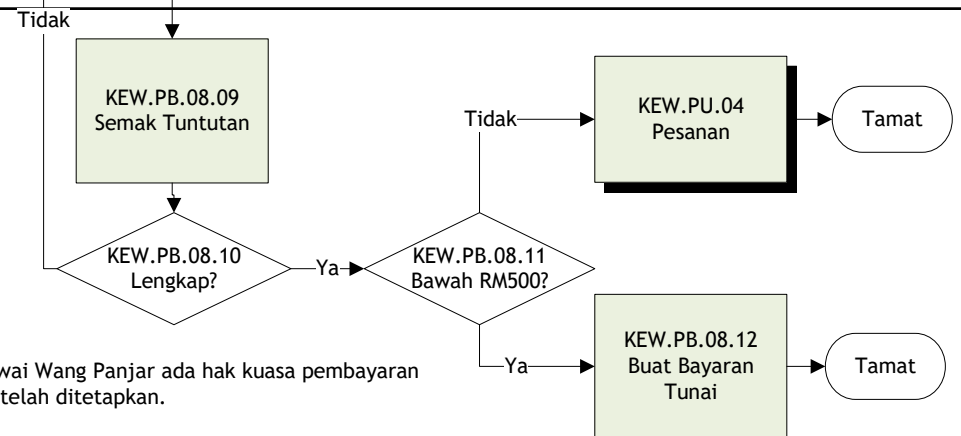 Tidak
KEW.PB.08.09
Semak Tuntutan
Tidak
KEW.PU.04
Pesanan
Tamat
KEW.PB.08.10
Lengkap?
Ya
KEW.PB.08.11
Bawah RM500?
Ya
KEW.PB.08.12
Buat Bayaran
Tunai
Tamat
wai Wang Panjar ada hak kuasa pembayaran
telah ditetapkan.